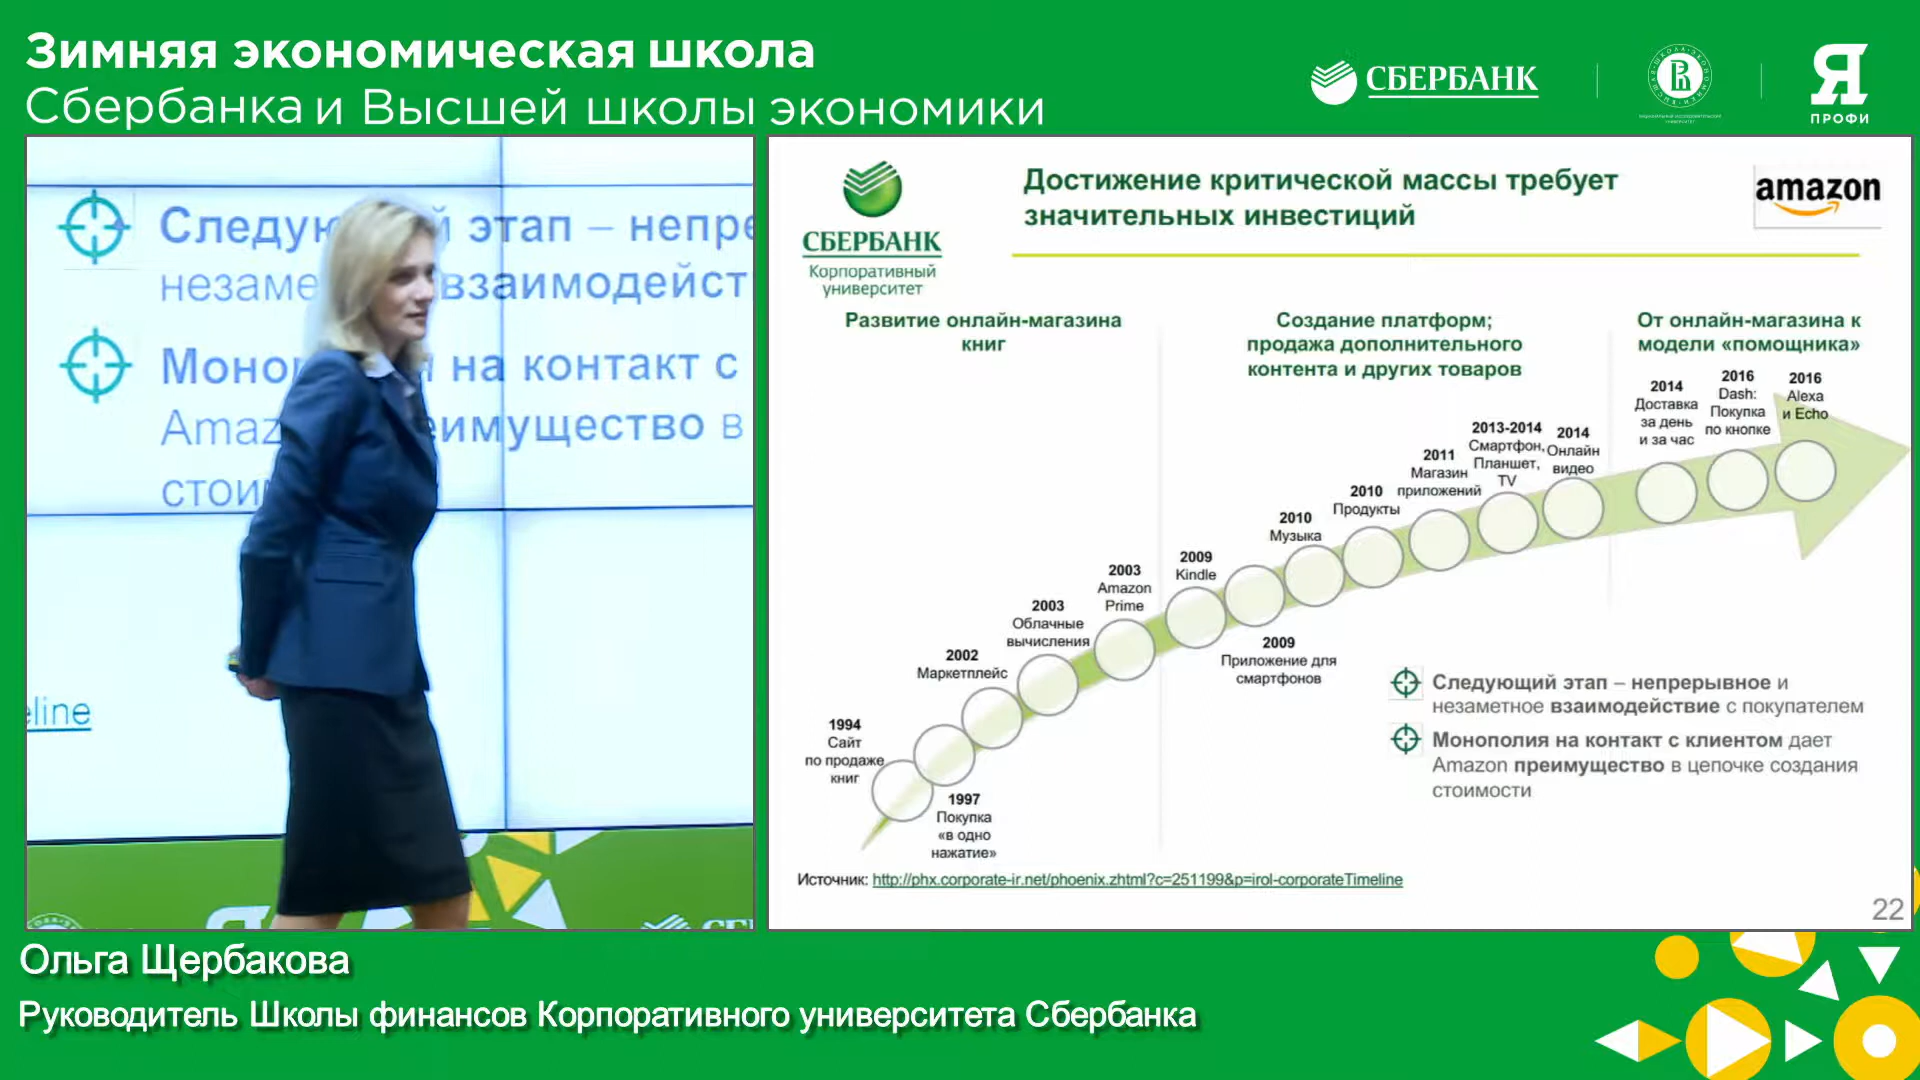 Зимняя экономическая школа
Сбербанка и Высшей школы экономики
СБЕРБАНК
Я
ПРОФИ
Следую й этап – непре
незаме взаимодейст
Моно на контакт с
Amaz еимущество в
стои
eline
Я
СБЕРБАНК
Корпоративный
университет
Достижение критической массы требует
значительных инвестиций
amazon
Развитие онлайн-магазина
книг
Создание платформ;
продажа дополнительного
контента и других товаров
От онлайн-магазина к
модели «помощника»
1994
Сайт
по продаже
книг
1997
Покупка
«в одно
нажатие»
2002
Маркетплейс
2003
Облачные
вычисления
2003
Amazon
Prime
2009
Kindle
2009
Приложение для
смартфонов
2010
Музыка
2010
Продукты
2011
Магазин
приложений
2013-2014
Смартфон,
Планшет,
TV
2014
Онлайн
видео
2014
Доставка
за день
и за час
2016
Dash:
Покупка
по кнопке
2016
Alexa
и Echo
Следующий этап – непрерывное и
незаметное взаимодействие с покупателем
Монополия на контакт с клиентом дает
Amazon преимущество в цепочке создания
стоимости
Источник: http://phx.corporate-ir.net/phoenix.zhtml?c=251199&p=irol-corporateTimeline
22
Ольга Щербакова
Руководитель Школы финансов Корпоративного университета Сбербанка